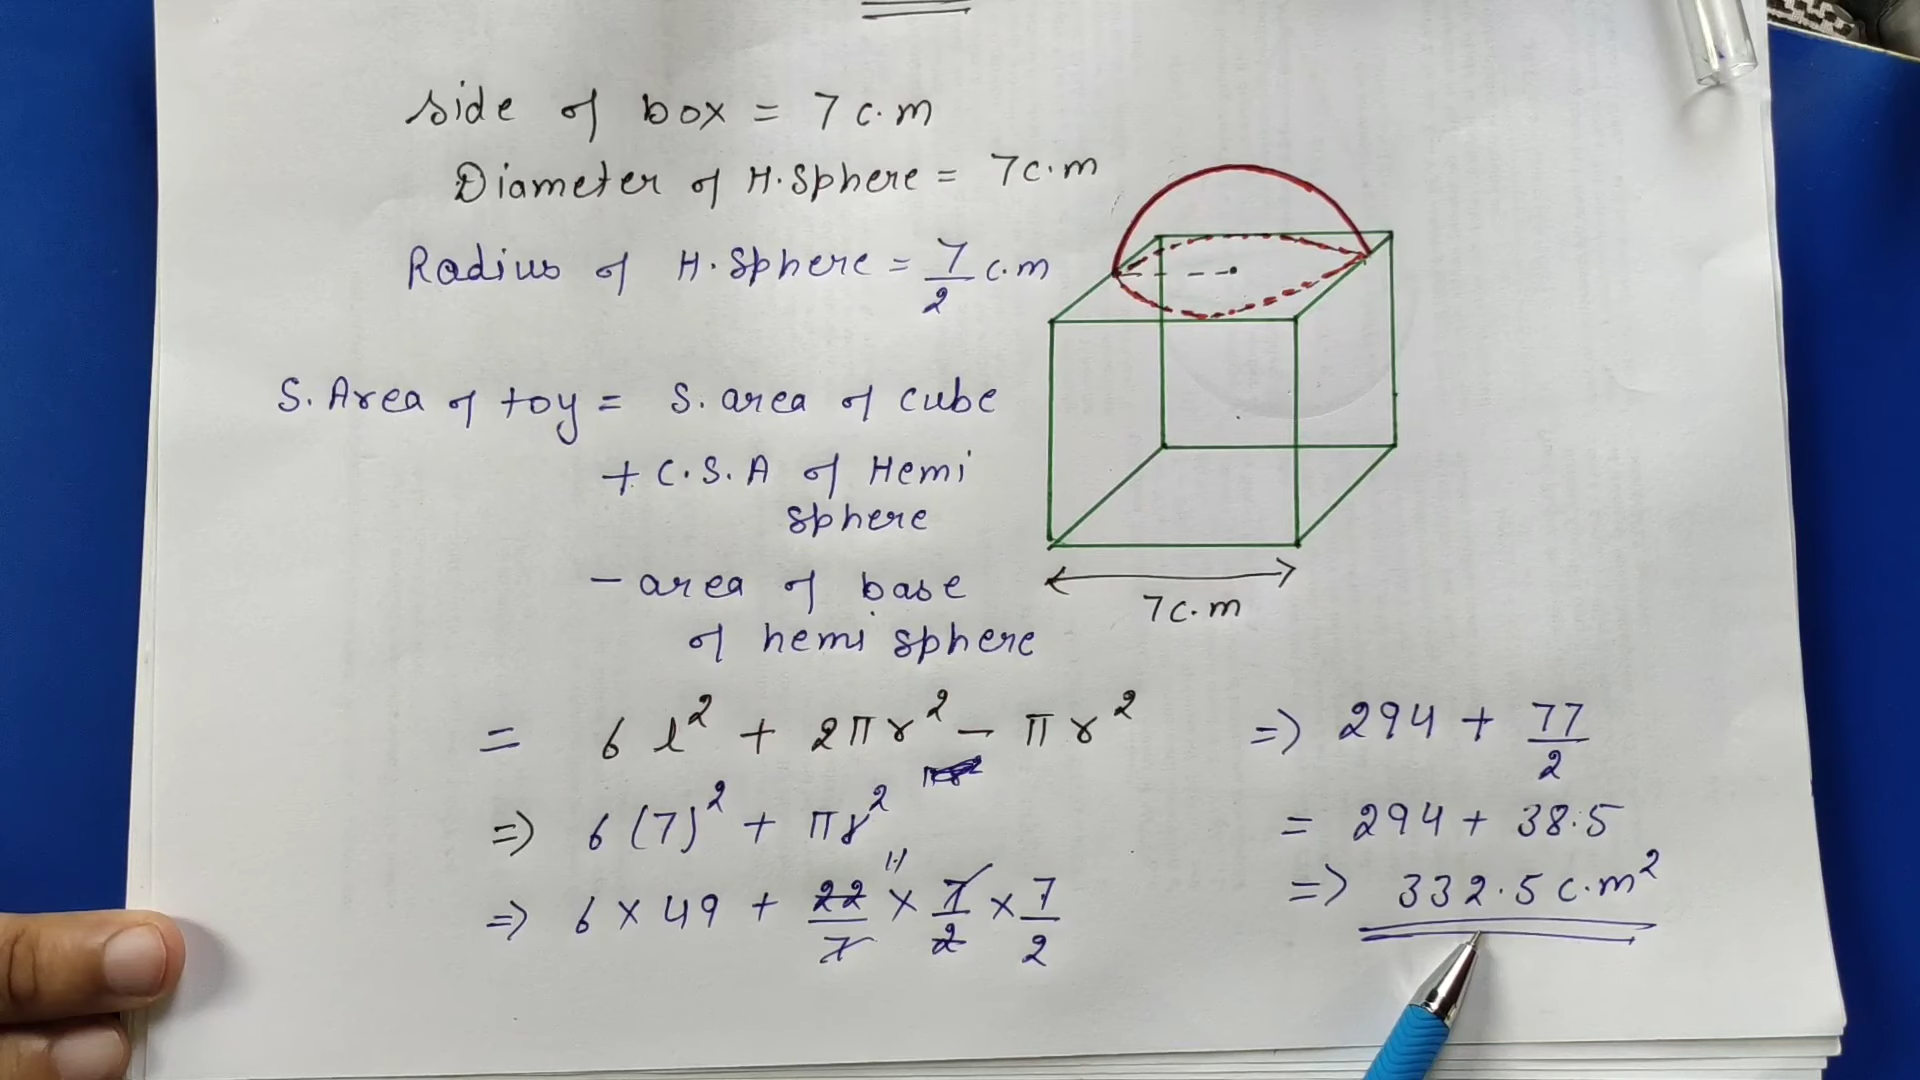 side of box = 7 c.m
Diameter of H.Sphere = 7c.m
Radius of H.Sphere = 7/2 c.m
S.Area of toy = S.area of cube
+ C.S.A of Hemi
sphere
- area of base
of hemi sphere
7c.m
= 6 l² + 2πr² - πr²
=> 6(7)² + πr²
=> 6 × 49 + 22/7 × 7/2 × 7/2
11
=> 294 + 77/2
= 294 + 38.5
=> 332.5 c.m²